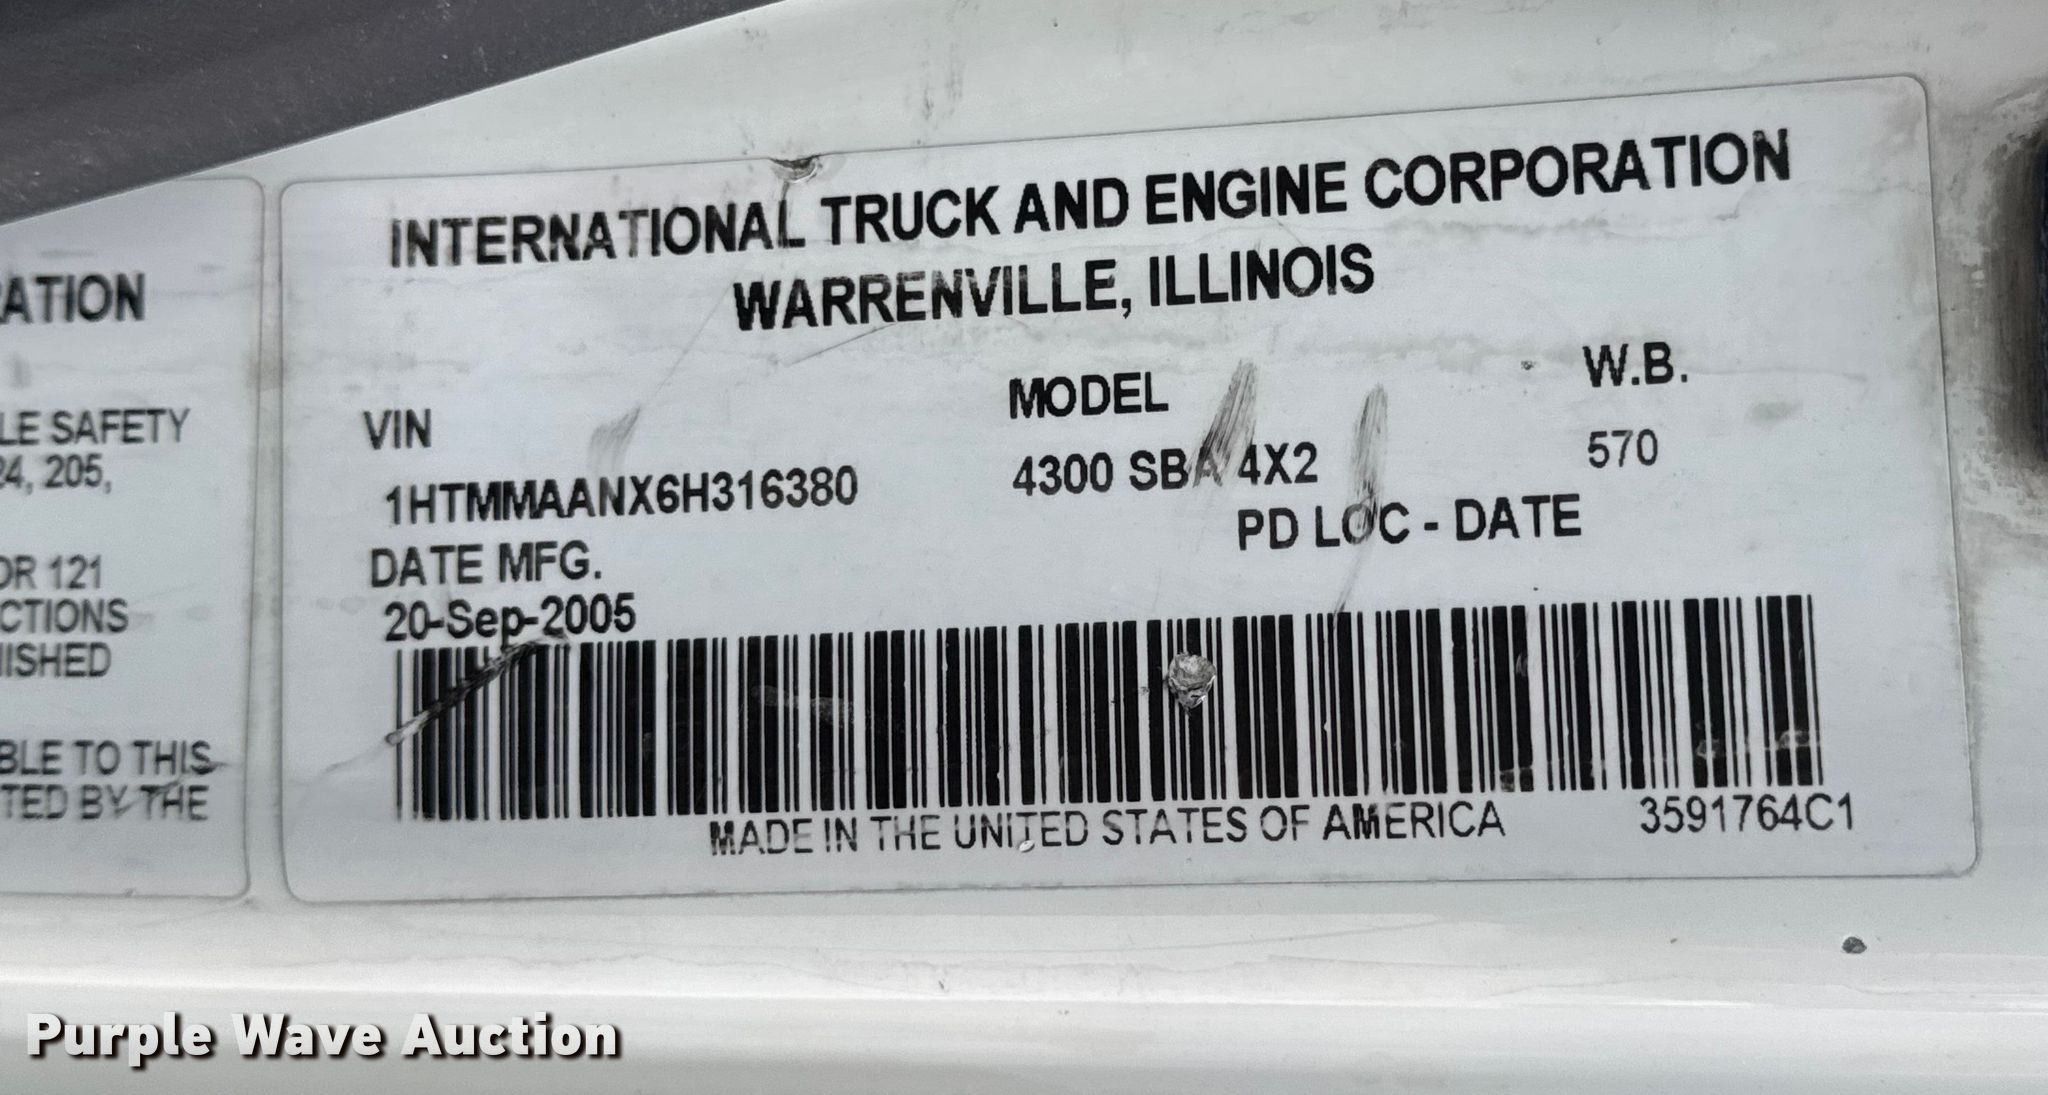 ATION
LE SAFETY
24, 205,
OR 121
CTIONS
ISHED
BLE TO THIS
TED BY THE
INTERNATIONAL TRUCK AND ENGINE CORPORATION
WARRENVILLE, ILLINOIS
VIN MODEL W.B.
1HTMMAANX6H316380 4300 SBA 4X2 570
DATE MFG. PD LOC - DATE
20-Sep-2005
MADE IN THE UNITED STATES OF AMERICA 3591764C1
Purple Wave Auction